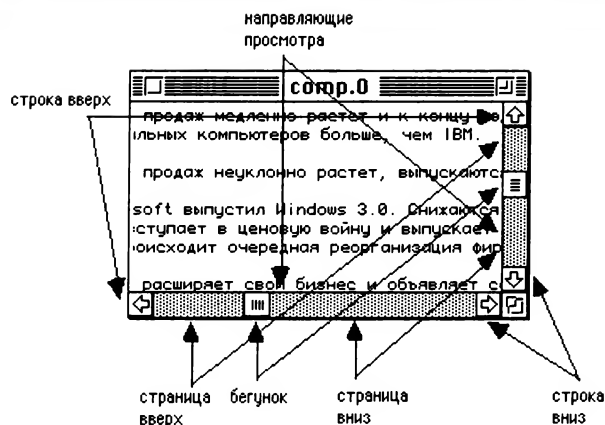 направляющие
просмотра
comp.0
строка вверх
продаж медленно растет и к концу
льных компьютеров больше, чем IBM.
продаж неуклонно растет, выпускаютс
soft выпустил Windows 3.0. Снижаются
ступает в ценовую войну и выпускает
оисходит очередная реорганизация фир
расширяет свой бизнес и объявляет с
страница
вверх
бегунок
страница
вниз
строка
вниз